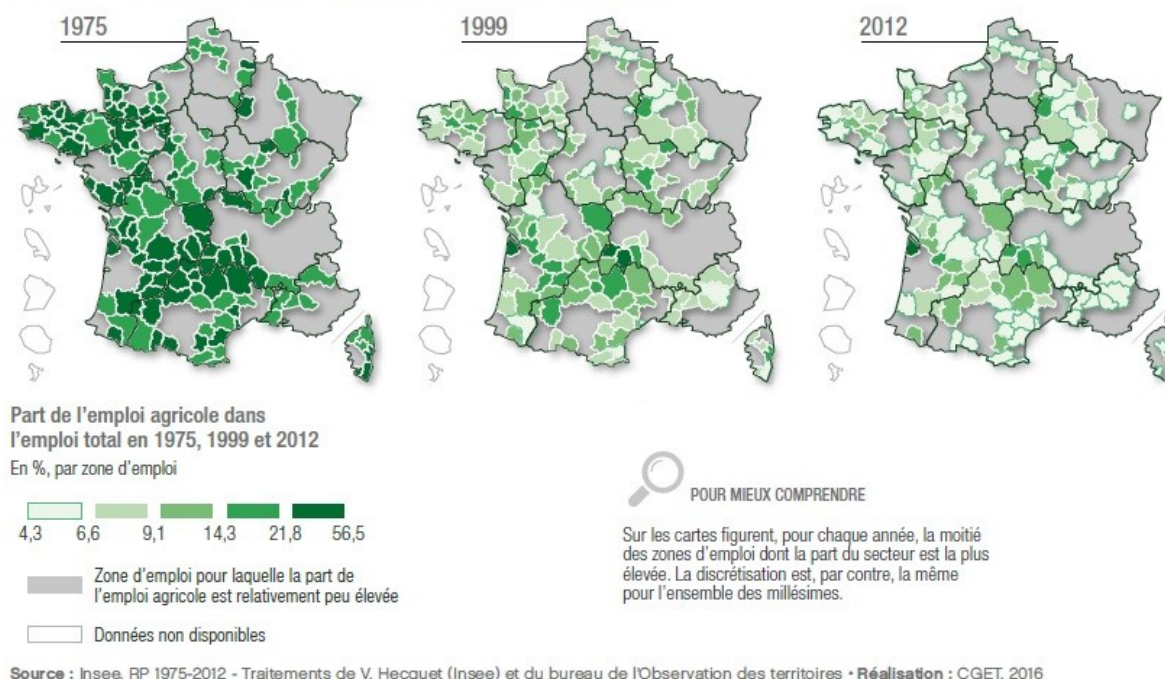 1975
1999
2012
Part de l'emploi agricole dans
l'emploi total en 1975, 1999 et 2012
En %, par zone d'emploi
4,3 6,6 9,1 14,3 21,8 56,5
Zone d'emploi pour laquelle la part de
l'emploi agricole est relativement peu élevée
Données non disponibles
POUR MIEUX COMPRENDRE
Sur les cartes figurent, pour chaque année, la moitié
des zones d'emploi dont la part du secteur est la plus
élevée. La discrétisation est, par contre, la même
pour l'ensemble des millésimes.
Source : Insee, RP 1975-2012 - Traitements de V. Hecquet (Insee) et du bureau de l'Observation des territoires • Réalisation : CGET, 2016